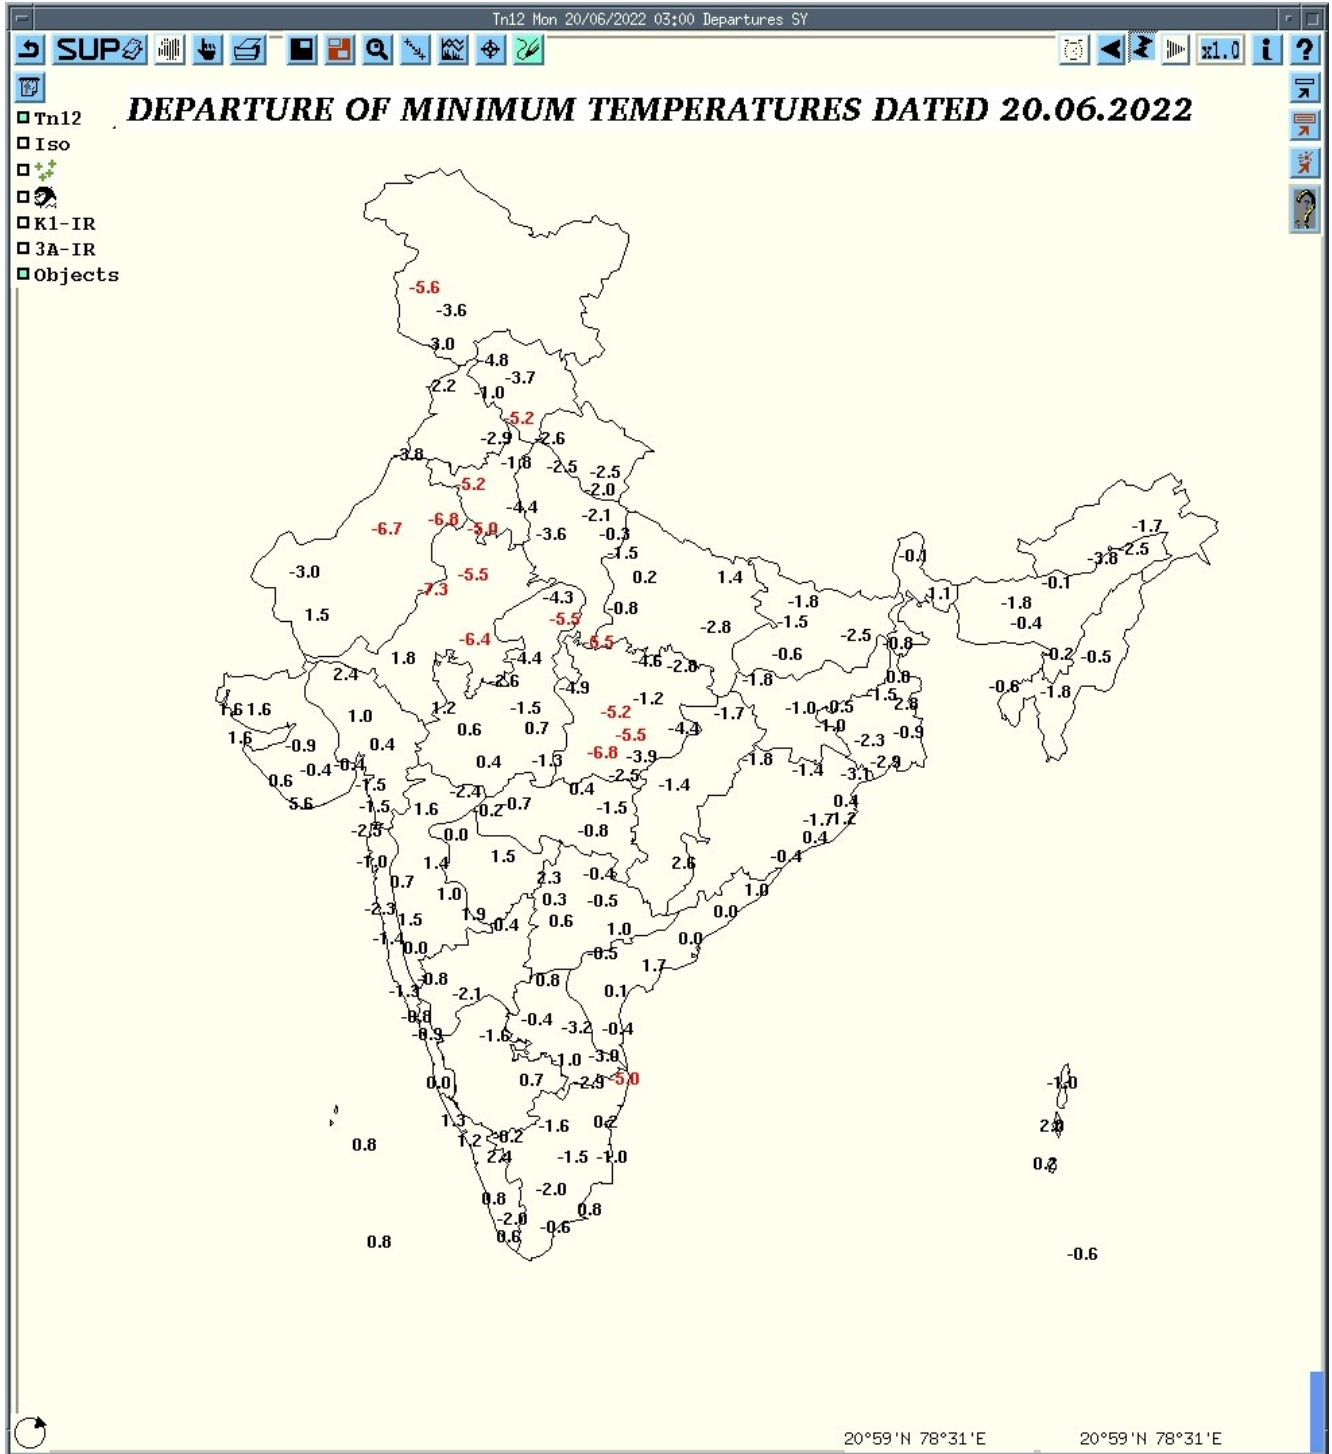 Tn12 Mon 20/06/2022 03:00 Departures SY
SUP
x1.0 i ?
DEPARTURE OF MINIMUM TEMPERATURES DATED 20.06.2022
Tn12
Iso
K1-IR
3A-IR
Objects
-5.6
-3.6
-3.0
-4.8
-3.7
-2.2 -1.0
-5.2
-2.9 -2.6
-3.8 -1.8 -2.5 -2.5
-5.2 -2.0
-4.4 -2.1
-6.7 -6.8 -5.0 -3.6 -0.3 -1.7
-1.5 -0.1 -3.8 -2.5
-3.0 -5.5 0.2 1.4 -0.1
-7.3 -4.3 -1.8 1.1 -1.8
1.5 -5.5 -0.8 -1.5 -0.4
-6.4 -2.8 -2.5 -0.8
1.8 -4.4 -4.6 -2.8 -0.6 -0.2 -0.5
2.4 -2.6 -4.9 -1.8 0.0 -0.6 -1.8
1.6 1.6 1.0 1.2 -1.5 -1.2 -1.0 -0.5 -1.5
0.6 0.7 -5.2 -1.7 -1.0
1.6 -0.9 0.4 -5.5 -4.4 -2.3 -0.9
-0.4 -0.4 0.4 -1.3 -6.8 -3.9 -1.8 -1.4 -3.1 -2.9
0.6 -1.5 -2.4 0.4 -2.5 -1.4
5.6 -1.5 1.6 -0.2 -0.7 -1.5 0.4
0.0 -0.8 -1.7 1.2
-1.0 1.4 1.5 2.6 -0.4 0.4
0.7 1.0 2.3 -0.4 1.0
-2.3 1.5 1.9 -0.4 0.3 -0.5 0.0
-1.4 0.0 0.6 1.0 0.0
-0.5
-0.8 0.8 1.7
-1.3 -2.1 0.1
-0.8 -0.4 -3.2 -0.4
-0.9 -1.6 -1.0 -3.0
0.0 0.7 -2.9 -5.0 -1.0
1.3 -1.6 0.2
0.8 1.2 -0.2
2.4 -1.5 -1.0
-2.0
0.8 0.8
-2.0 -0.6
0.8 0.6 -0.6
20°59'N 78°31'E 20°59'N 78°31'E